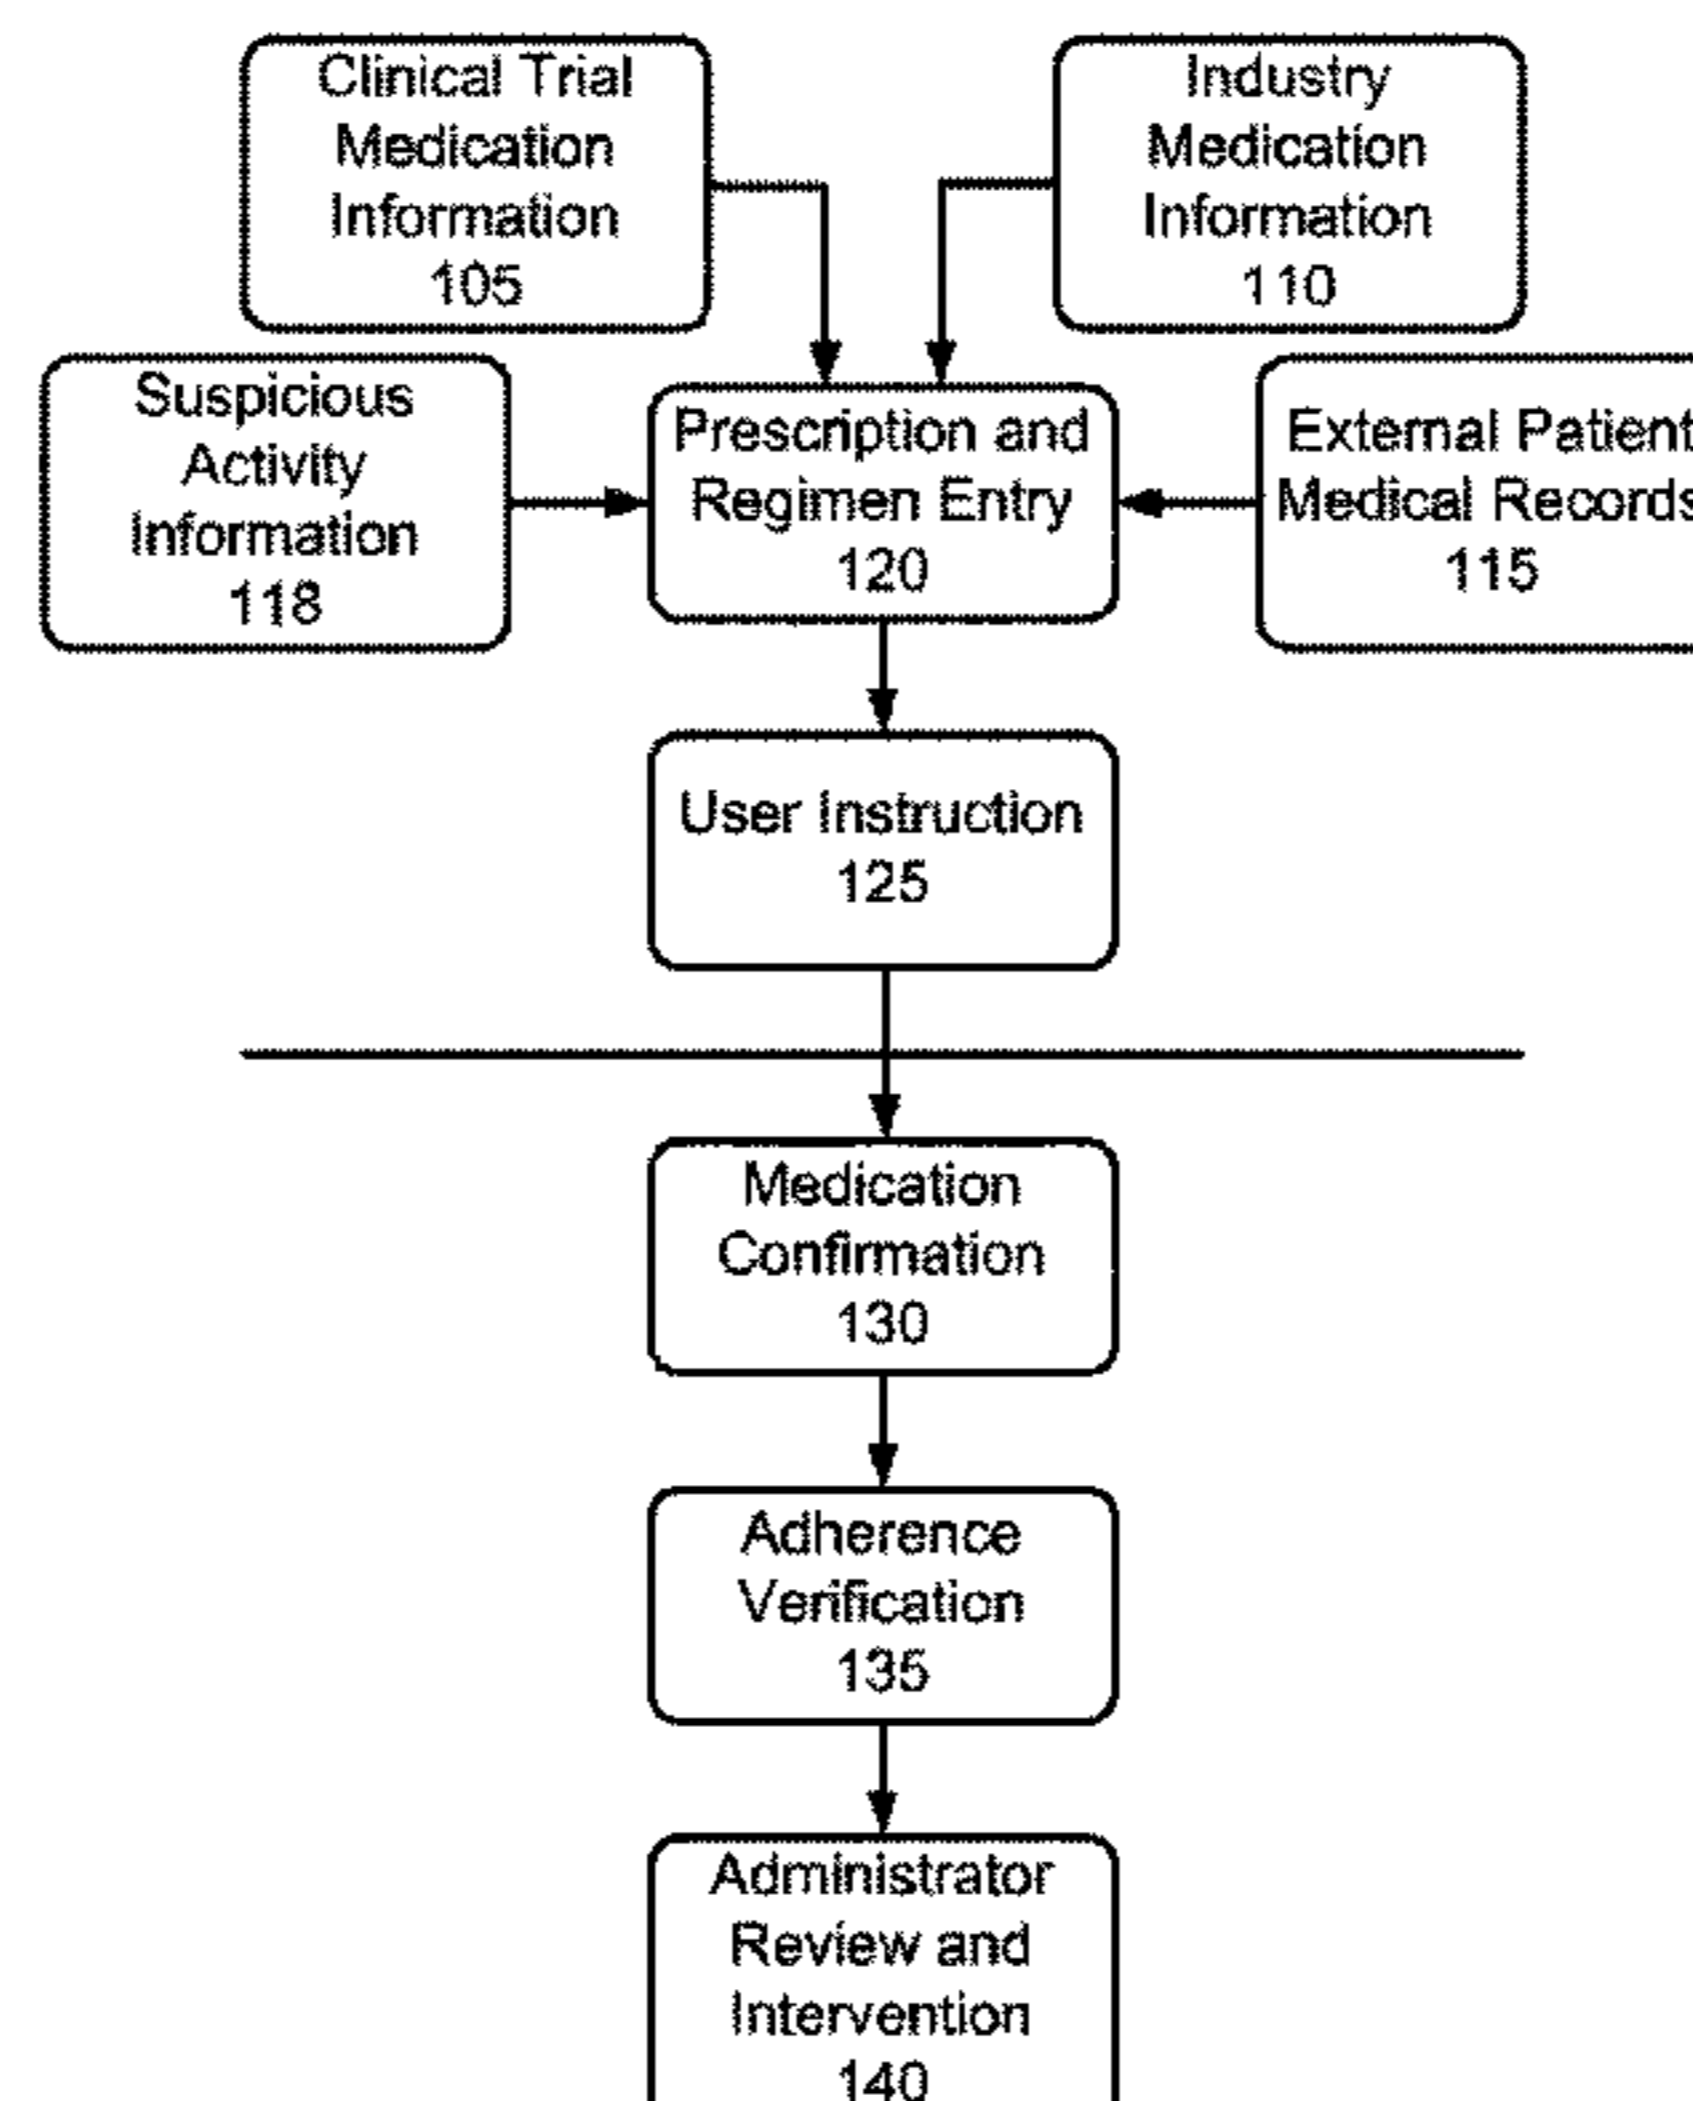 Clinical Trial
Medication
Information
105
Industry
Medication
Information
110
Suspicious
Activity
Information
118
Prescription and
Regimen Entry
120
External Patient
Medical Records
115
User Instruction
125
Medication
Confirmation
130
Adherence
Verification
135
Administrator
Review and
Intervention
140